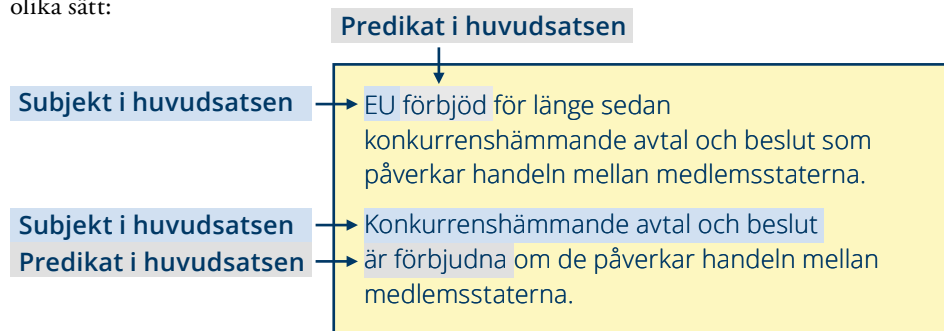 olika sätt:
Predikat i huvudsatsen
Subjekt i huvudsatsen
EU förbjöd för länge sedan
konkurrenshämmande avtal och beslut som
påverkar handeln mellan medlemsstaterna.
Subjekt i huvudsatsen
Konkurrenshämmande avtal och beslut
Predikat i huvudsatsen
är förbjudna om de påverkar handeln mellan
medlemsstaterna.